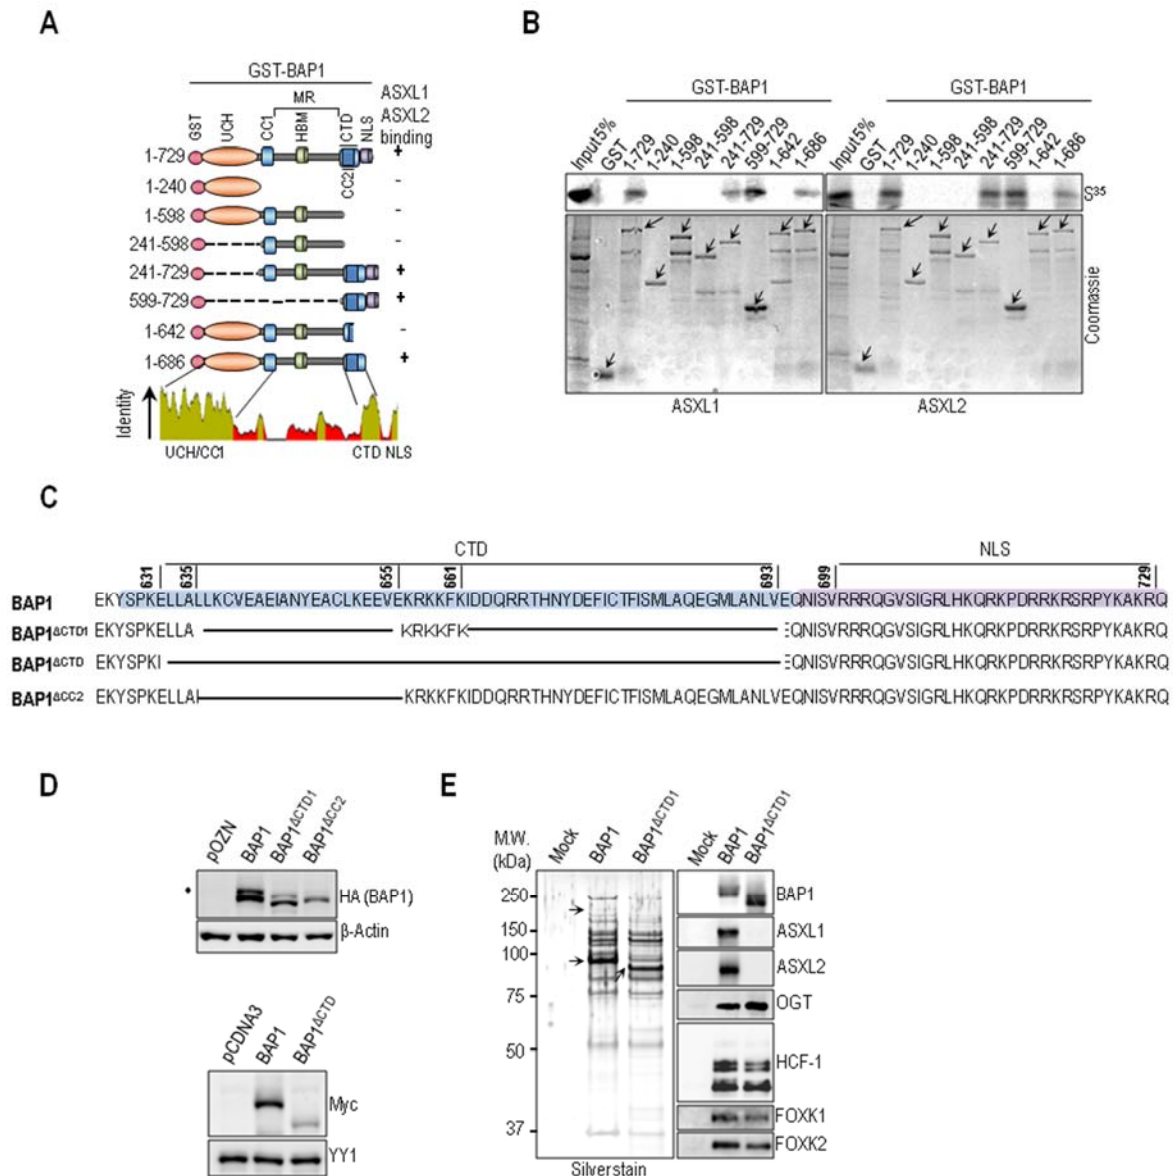 A
GST-BAP1
MR
GST UCH CC1 HBM CTD NLS
CC2
ASXL1
ASXL2
binding
1-729 +
1-240 -
1-598 -
241-598 -
241-729 +
599-729 +
1-642 -
1-686 +
Identity
UCH/CC1 CTD NLS
B
GST-BAP1 GST-BAP1
Input5% GST 1-729 1-240 1-598 241-598 241-729 599-729 1-642 1-686 Input5% GST 1-729 1-240 1-598 241-598 241-729 599-729 1-642 1-686
S35
Coomassie
ASXL1 ASXL2
C
CTD NLS
631 635 655 661 693 699 729
BAP1 EKYSPKELLALLKCVEAEIANYEACLKEEVEKRKKFKIDDQRRTHNYDEFICTFISMLAQEGMLANLVEQNISVRRRQGVSIGRLHKQRKPDRRKRSRPYKAKRQ
BAP1ΔCTD1 EKYSPKELLA KRKKFK EQNISVRRRQGVSIGRLHKQRKPDRRKRSRPYKAKRQ
BAP1ΔCTD EKYSPKI EQNISVRRRQGVSIGRLHKQRKPDRRKRSRPYKAKRQ
BAP1ΔCC2 EKYSPKELLAI KRKKFKIDDQRRTHNYDEFICTFISMLAQEGMLANLVEQNISVRRRQGVSIGRLHKQRKPDRRKRSRPYKAKRQ
D
pOZN BAP1 BAP1ΔCTD1 BAP1ΔCC2
HA (BAP1)
β-Actin
pCDNA3 BAP1 BAP1ΔCTD
Myc
YY1
E
M.W.
(kDa)
Mock BAP1 BAP1ΔCTD1 Mock BAP1 BAP1ΔCTD1
250
150
100
75
50
37
Silverstain
BAP1
ASXL1
ASXL2
OGT
HCF-1
FOXK1
FOXK2